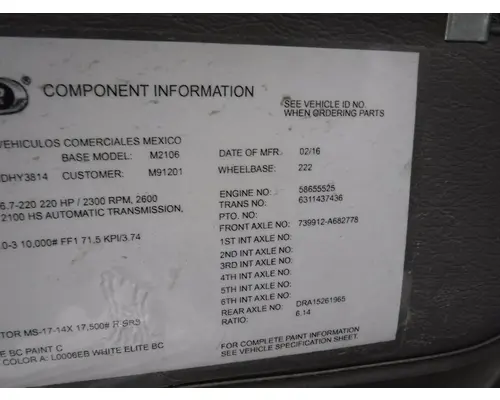 R ®
COMPONENT INFORMATION
SEE VEHICLE ID NO.
WHEN ORDERING PARTS
VEHICULOS COMERCIALES MEXICO
BASE MODEL: M2106
DHY3814 CUSTOMER: M91201
DATE OF MFR: 02/16
WHEELBASE: 222
6.7-220 220 HP / 2300 RPM, 2600
2100 HS AUTOMATIC TRANSMISSION,
0-3 10,000# FF1 71.5 KPI/3.74
ENGINE NO: 58655525
TRANS NO: 6311437436
PTO. NO:
FRONT AXLE NO: 739912-A682778
1ST INT AXLE NO:
2ND INT AXLE NO:
3RD INT AXLE NO:
4TH INT AXLE NO:
5TH INT AXLE NO:
6TH INT AXLE NO:
REAR AXLE NO: DRA15261965
RATIO: 6.14
TOR MS-17-14X 17,500# R-SRS
E BC PAINT C
COLOR A: L0006EB WHITE ELITE BC
FOR COMPLETE PAINT INFORMATION
SEE VEHICLE SPECIFICATION SHEET.